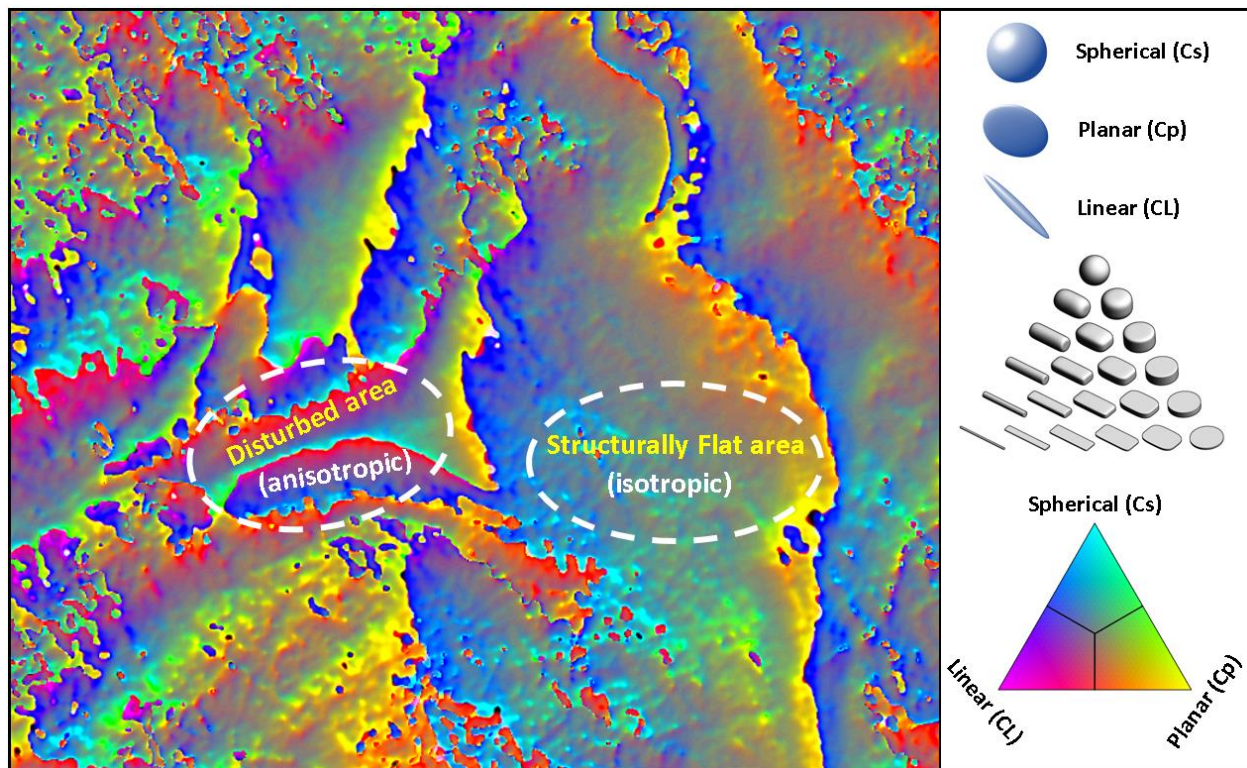 Disturbed area
(anisotropic)
Structurally Flat area
(isotropic)
Spherical (Cs)
Planar (Cp)
Linear (CL)
Spherical (Cs)
Linear (CL)
Planar (Cp)